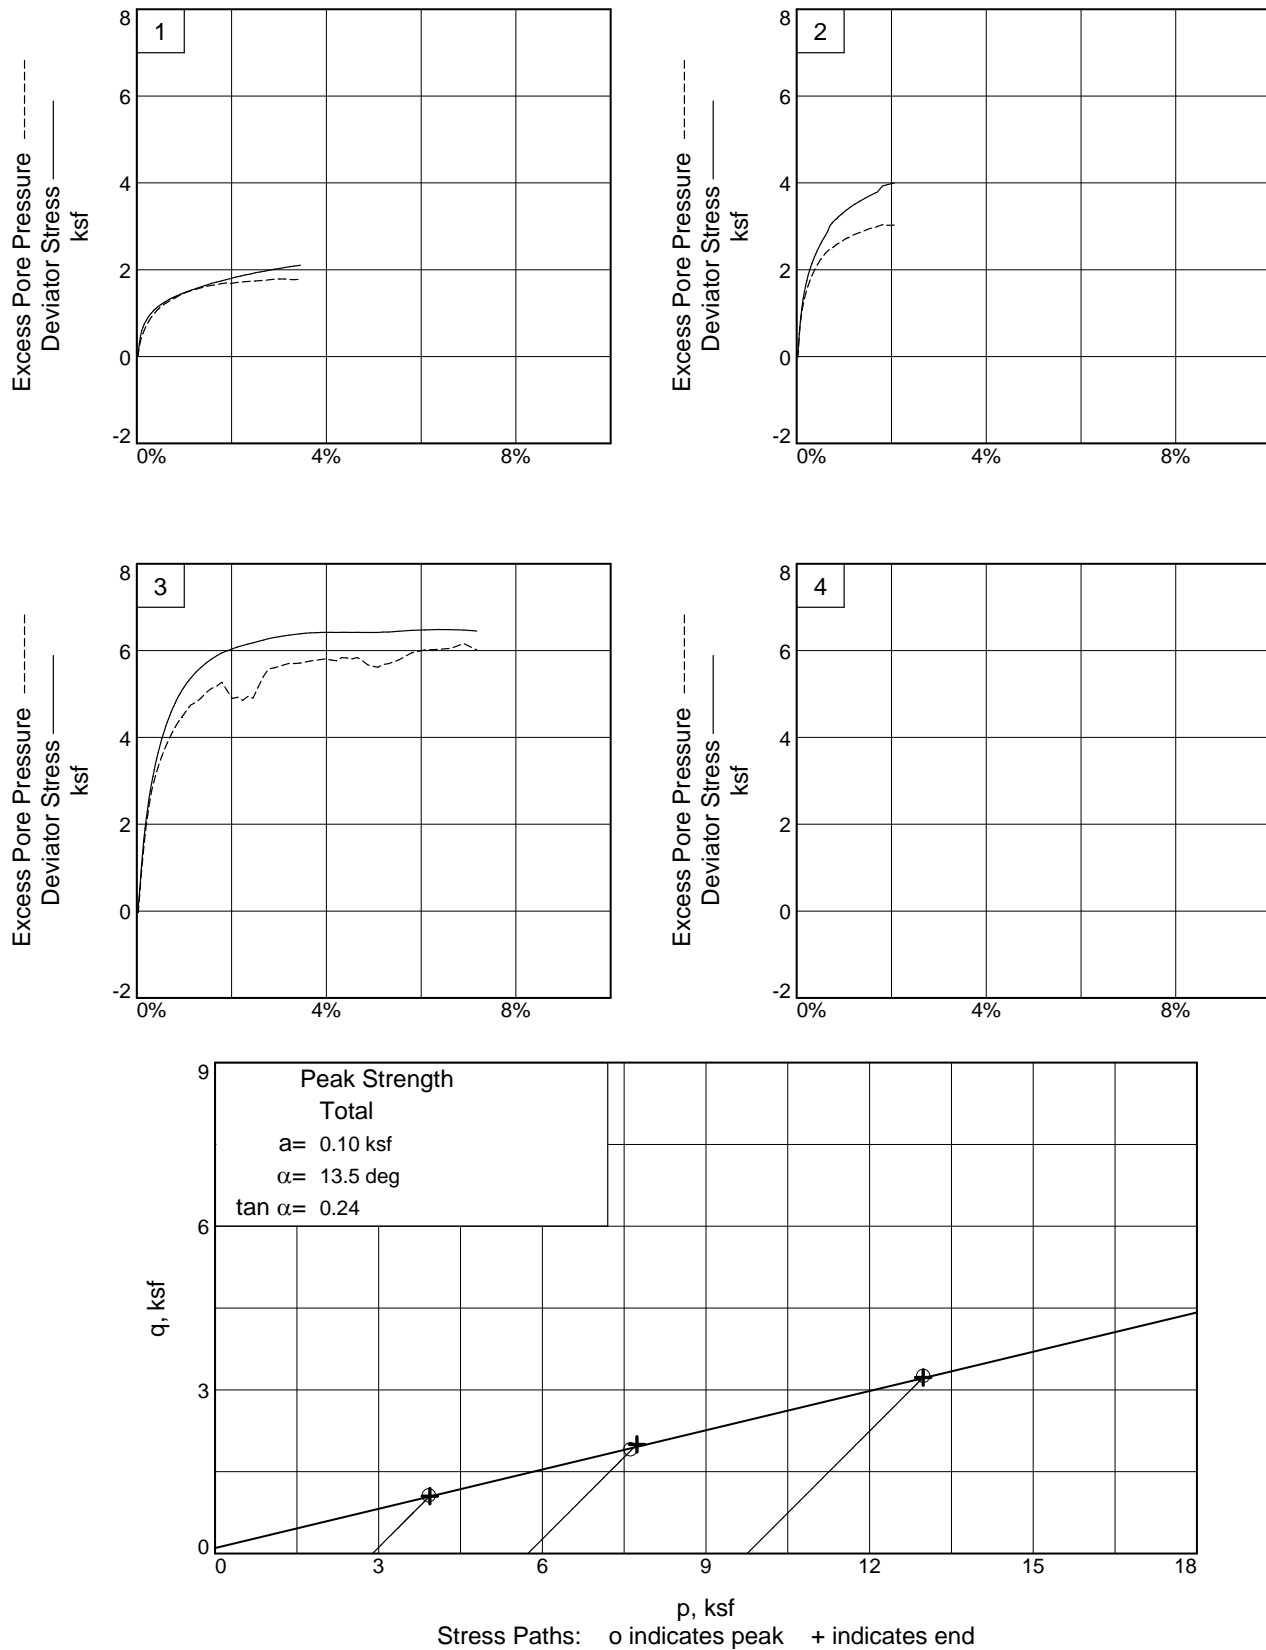 1
8
6
4
2
0
-2
0%
4%
8%
Excess Pore Pressure
Deviator Stress
ksf
2
8
6
4
2
0
-2
0%
4%
8%
Excess Pore Pressure
Deviator Stress
ksf
3
8
6
4
2
0
-2
0%
4%
8%
Excess Pore Pressure
Deviator Stress
ksf
4
8
6
4
2
0
-2
0%
4%
8%
Excess Pore Pressure
Deviator Stress
ksf
Peak Strength
Total
a= 0.10 ksf
α= 13.5 deg
tan α= 0.24
9
6
3
0
q, ksf
0
3
6
9
12
15
18
p, ksf
Stress Paths: o indicates peak + indicates end